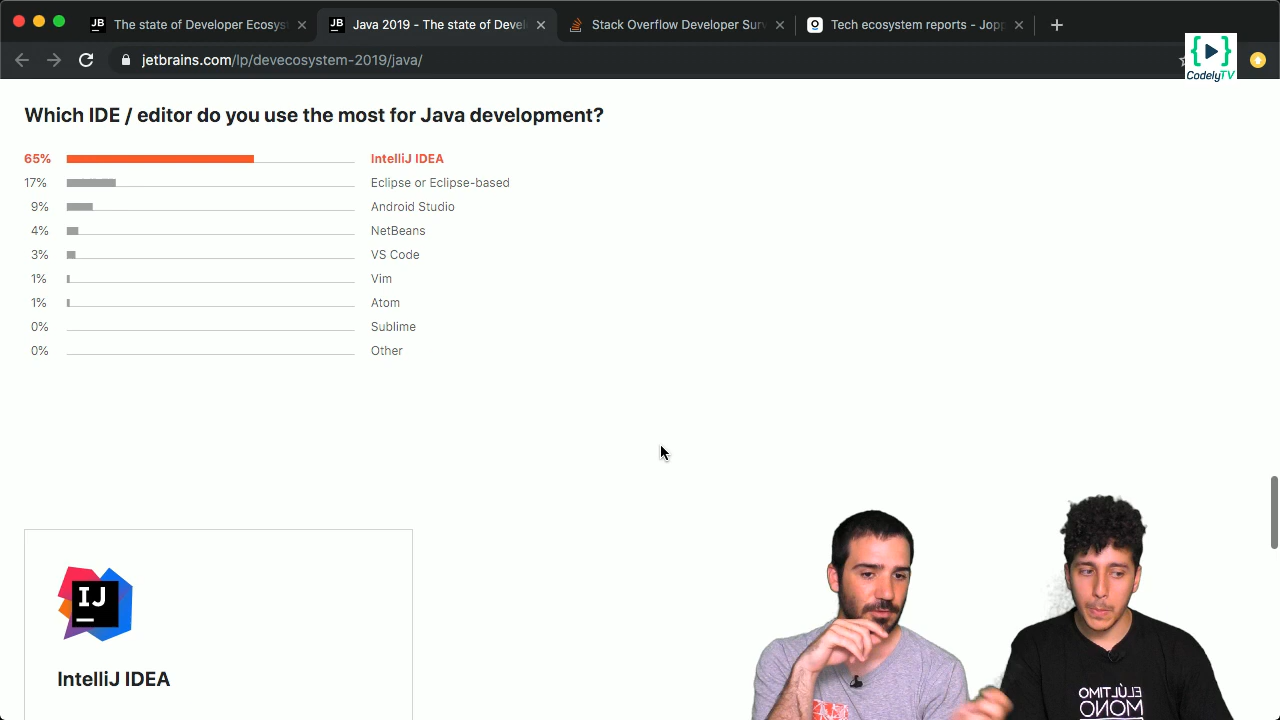 The state of Developer Ecosyst
Java 2019 - The state of Devel
Stack Overflow Developer Surv
Tech ecosystem reports - Jopp
jetbrains.com/lp/devecosystem-2019/java/
CodelyTV
Which IDE / editor do you use the most for Java development?
65% IntelliJ IDEA
17% Eclipse or Eclipse-based
9% Android Studio
4% NetBeans
3% VS Code
1% Vim
1% Atom
0% Sublime
0% Other
IJ
IntelliJ IDEA
EL ÚLTIMO
MONO